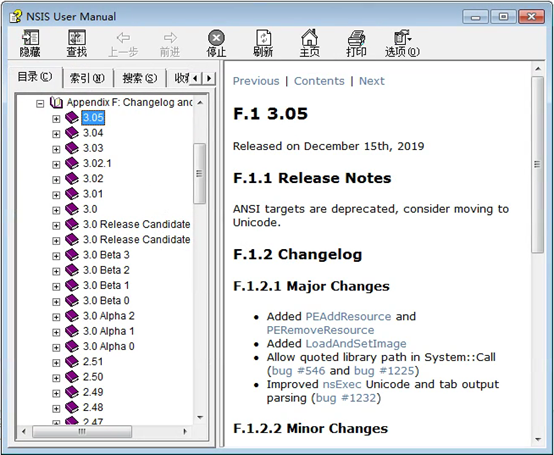 NSIS User Manual
隐藏 查找 上一步 前进 停止 刷新 主页 打印 选项(O)
目录(C) 索引(N) 搜索(S)
Appendix F: Changelog and
3.05
3.04
3.03
3.02.1
3.02
3.01
3.0
3.0 Release Candidate
3.0 Release Candidate
3.0 Beta 3
3.0 Beta 2
3.0 Beta 1
3.0 Beta 0
3.0 Alpha 2
3.0 Alpha 1
3.0 Alpha 0
2.51
2.50
2.49
2.48
2.47
Previous | Contents | Next
F.1 3.05
Released on December 15th, 2019
F.1.1 Release Notes
ANSI targets are deprecated, consider moving to
Unicode.
F.1.2 Changelog
F.1.2.1 Major Changes
• Added PEAddResource and
PERemoveResource
• Added LoadAndSetImage
• Allow quoted library path in System::Call
(bug #546 and bug #1225)
• Improved nsExec Unicode and tab output
parsing (bug #1232)
F.1.2.2 Minor Changes